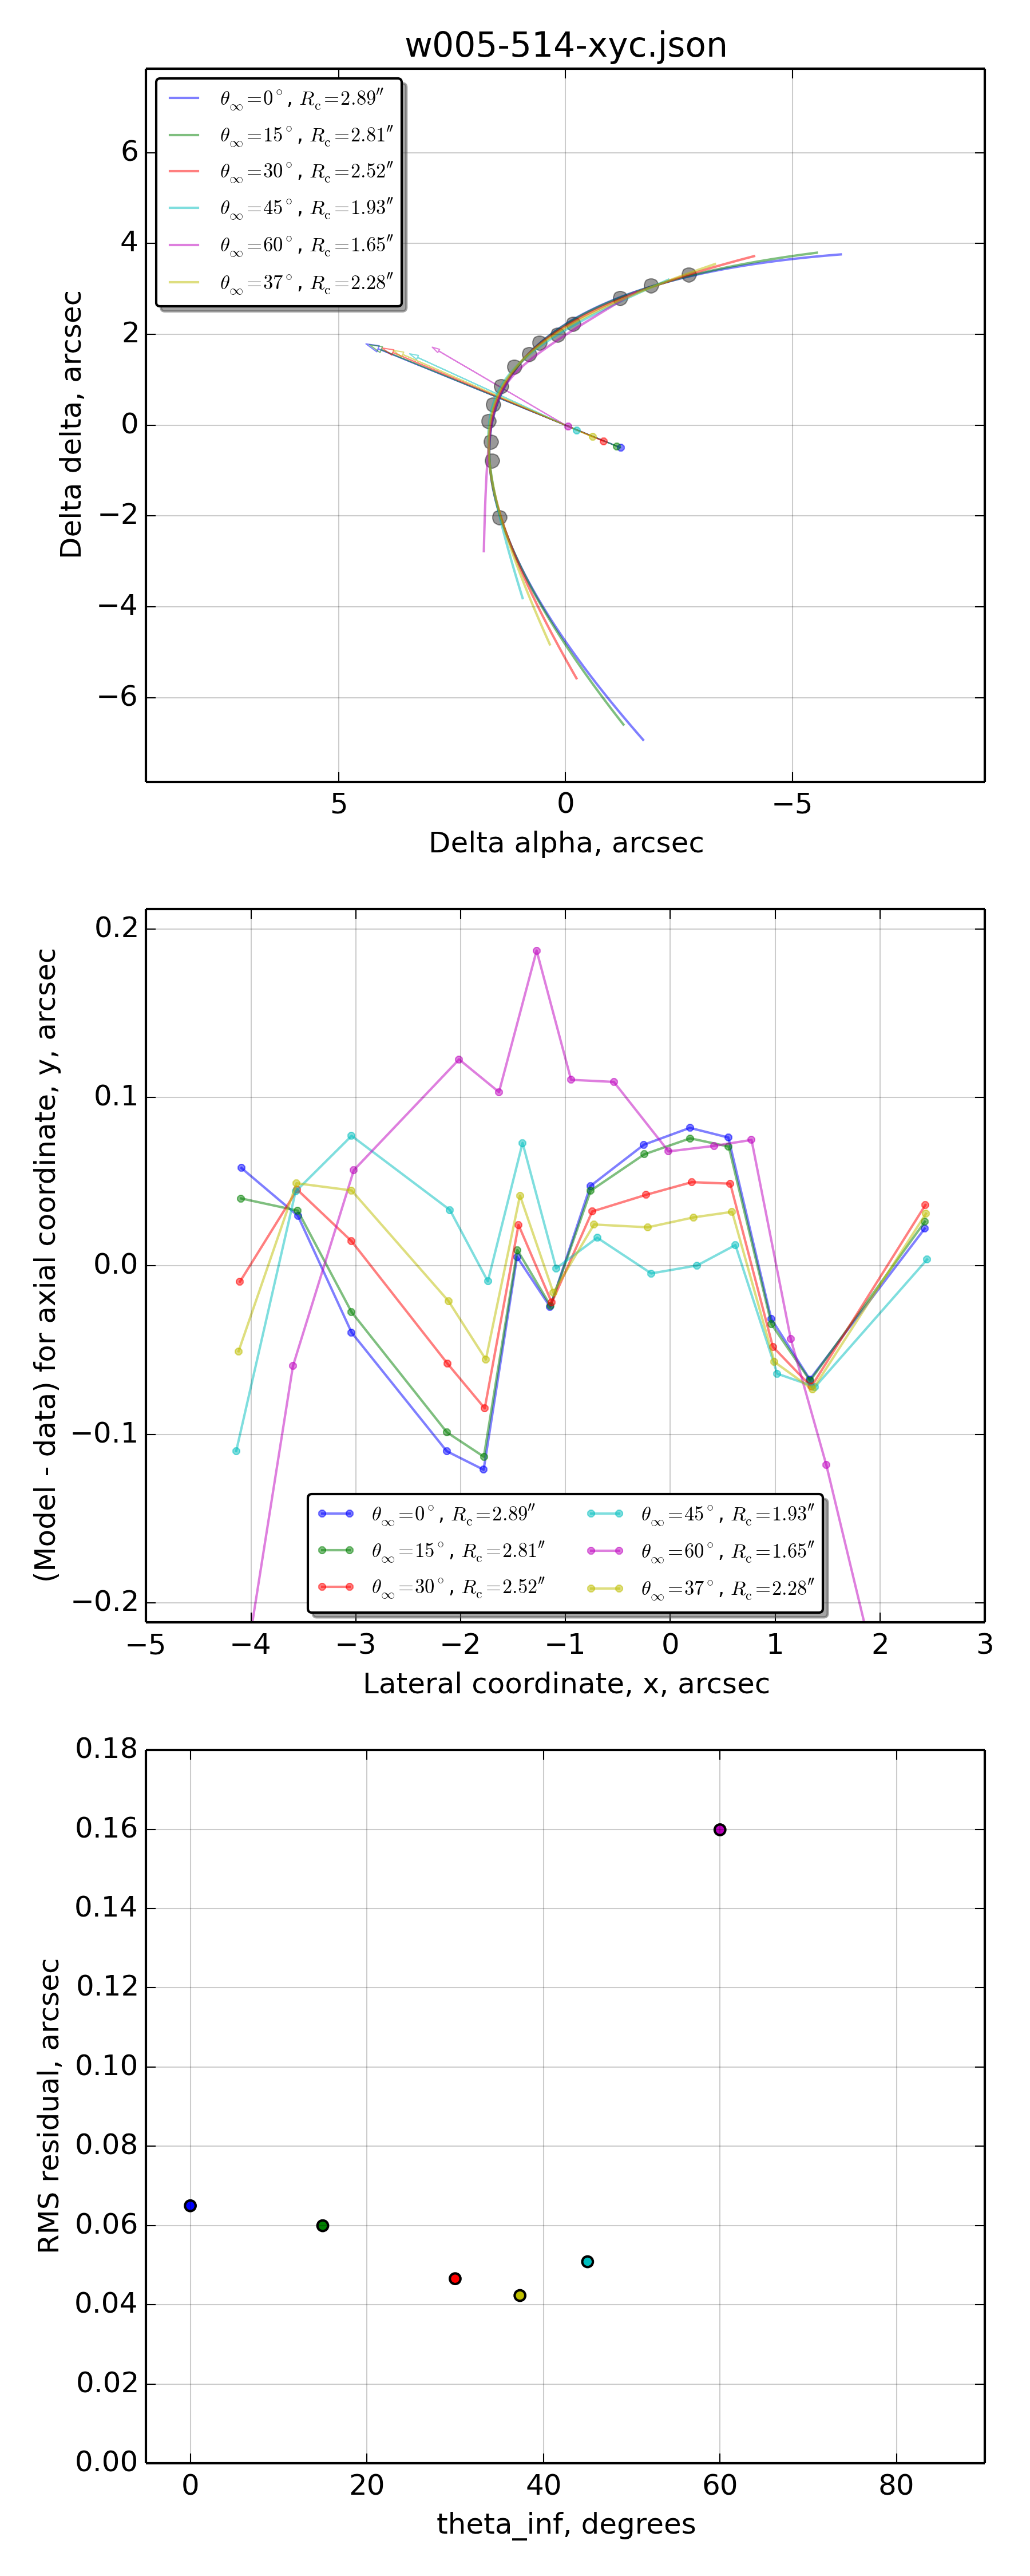 w005-514-xyc.json
θ∞=0°, Rc=2.89″
θ∞=15°, Rc=2.81″
θ∞=30°, Rc=2.52″
θ∞=45°, Rc=1.93″
θ∞=60°, Rc=1.65″
θ∞=37°, Rc=2.28″
Delta delta, arcsec
6
4
2
0
−2
−4
−6
5 0 −5
Delta alpha, arcsec
(Model - data) for axial coordinate, y, arcsec
0.2
0.1
0.0
−0.1
−0.2
θ∞=0°, Rc=2.89″ θ∞=45°, Rc=1.93″
θ∞=15°, Rc=2.81″ θ∞=60°, Rc=1.65″
θ∞=30°, Rc=2.52″ θ∞=37°, Rc=2.28″
−5 −4 −3 −2 −1 0 1 2 3
Lateral coordinate, x, arcsec
RMS residual, arcsec
0.18
0.16
0.14
0.12
0.10
0.08
0.06
0.04
0.02
0.00
0 20 40 60 80
theta_inf, degrees